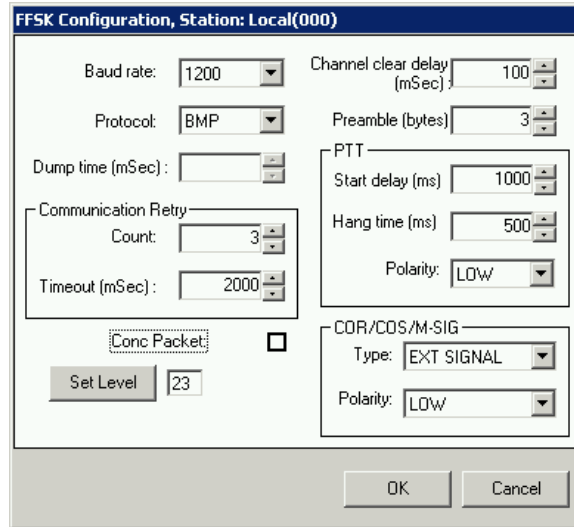 FFSK Configuration, Station: Local(000)
Baud rate: 1200
Protocol: BMP
Dump time (mSec) :
Communication Retry
Count: 3
Timeout (mSec) : 2000
Conc Packet:
Set Level 23
Channel clear delay
(mSec) : 100
Preamble (bytes) 3
PTT
Start delay (ms) 1000
Hang time (ms) 500
Polarity: LOW
COR/COS/M-SIG
Type: EXT SIGNAL
Polarity: LOW
OK Cancel